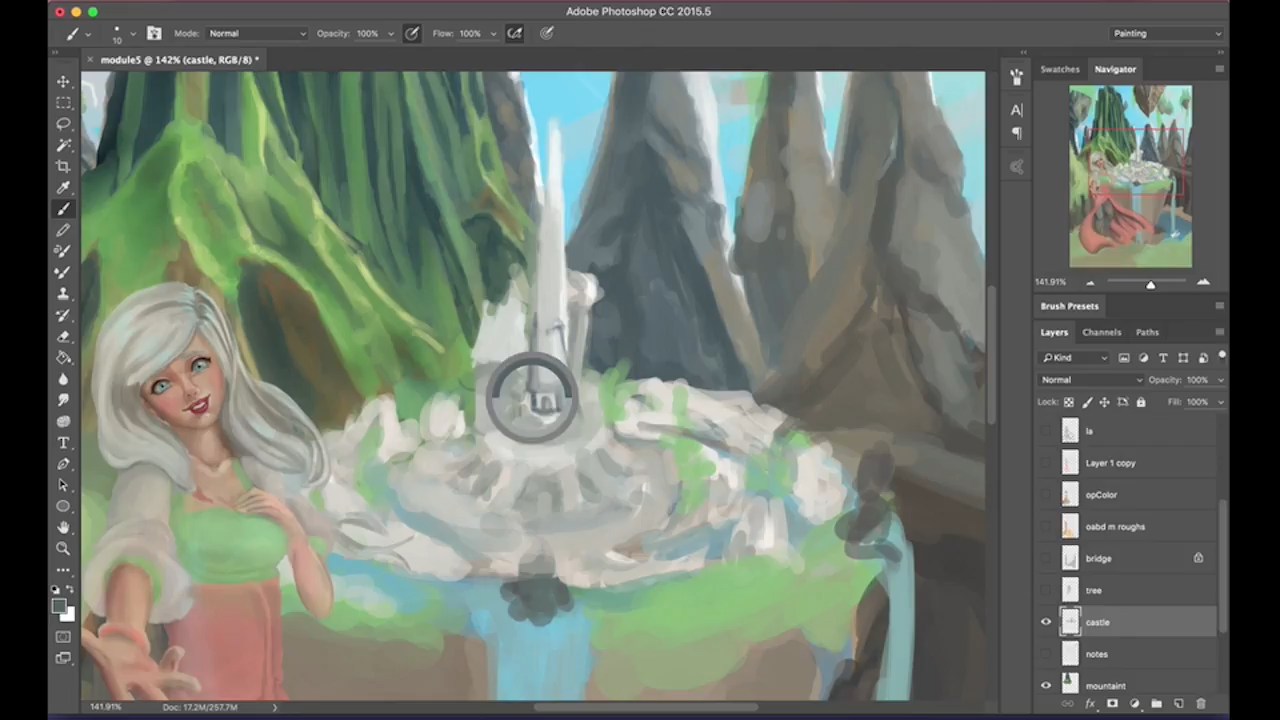 Adobe Photoshop CC 2015.5
10
Mode: Normal
Opacity: 100%
Flow: 100%
Painting
module5 @ 142% (castle, RGB/8) *
Swatches
Navigator
141.91%
Brush Presets
Layers
Channels
Paths
Kind
Normal
Opacity: 100%
Lock:
Fill: 100%
la
Layer 1 copy
opColor
oabd m roughs
bridge
tree
castle
notes
mountaint
141.91%
Doc: 17.2M/257.7M